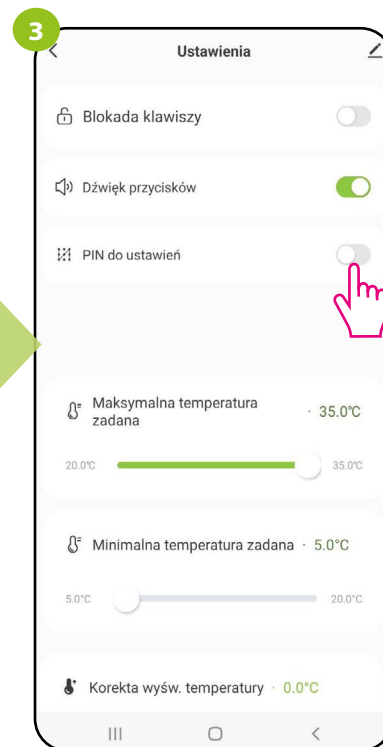 3
Ustawienia
Blokada klawiszy
Dźwięk przycisków
PIN do ustawień
Maksymalna temperatura
zadana · 35.0°C
20.0°C 35.0°C
Minimalna temperatura zadana · 5.0°C
5.0°C 20.0°C
Korekta wyśw. temperatury · 0.0°C